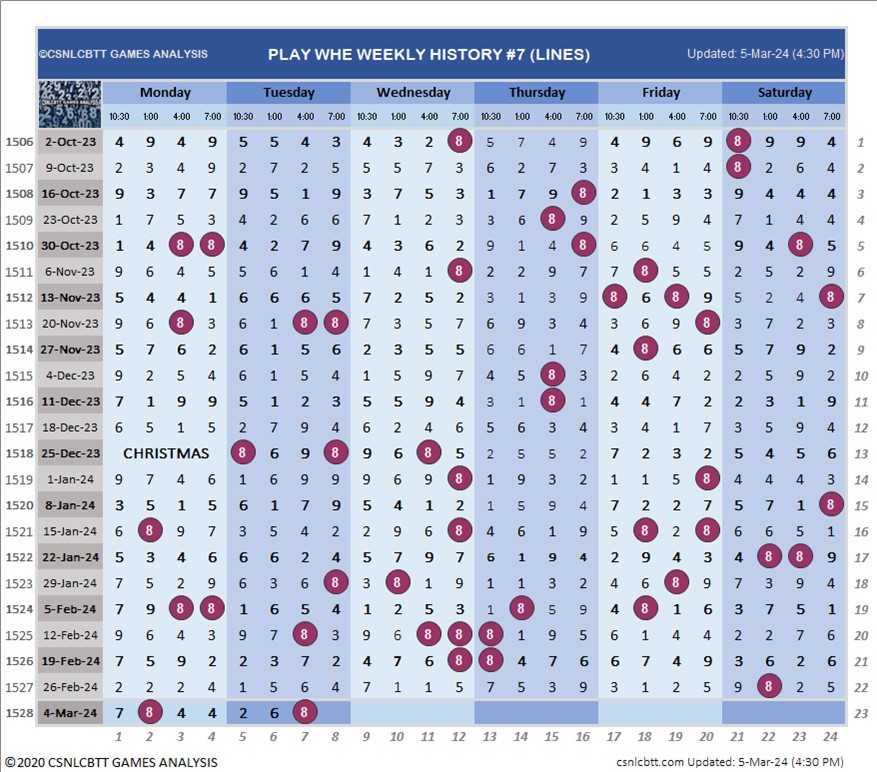 ©CSNLCBTT GAMES ANALYSIS PLAY WHE WEEKLY HISTORY #7 (LINES) Updated: 5-Mar-24 (4:30 PM)
CSNLCBTT GAMES ANALYSIS Monday Tuesday Wednesday Thursday Friday Saturday
10:30 1:00 4:00 7:00 10:30 1:00 4:00 7:00 10:30 1:00 4:00 7:00 10:30 1:00 4:00 7:00 10:30 1:00 4:00 7:00 10:30 1:00 4:00 7:00
1506 2-Oct-23 4 9 4 9 5 5 4 3 4 3 2 8 5 7 4 9 4 9 6 9 8 9 9 4 1
1507 9-Oct-23 2 3 4 9 2 7 2 5 5 5 7 3 6 2 7 3 3 4 1 4 8 2 6 4 2
1508 16-Oct-23 9 3 7 7 9 5 1 9 3 7 5 3 1 7 9 8 2 1 3 3 9 4 4 4 3
1509 23-Oct-23 1 7 5 3 4 2 6 6 7 1 2 3 3 6 8 9 2 5 9 4 7 1 4 4 4
1510 30-Oct-23 1 4 8 8 4 2 7 9 4 3 6 2 9 1 4 8 6 6 4 5 9 4 8 5 5
1511 6-Nov-23 9 6 4 5 5 6 1 4 1 4 1 8 2 2 9 7 7 8 5 5 2 5 2 9 6
1512 13-Nov-23 5 4 4 1 6 6 6 5 7 2 5 2 3 1 3 9 8 6 8 9 5 2 4 8 7
1513 20-Nov-23 9 6 8 3 6 1 8 8 7 3 5 7 6 9 3 4 3 6 9 8 3 7 2 3 8
1514 27-Nov-23 5 7 6 2 6 1 5 6 2 3 5 5 6 6 1 7 4 8 6 6 5 7 9 2 9
1515 4-Dec-23 9 2 5 4 6 1 5 4 1 5 9 7 4 5 8 3 2 6 4 2 2 5 9 2 10
1516 11-Dec-23 7 1 9 9 5 1 2 3 5 5 9 4 3 1 8 1 4 4 7 2 2 3 1 9 11
1517 18-Dec-23 6 5 1 5 2 7 9 4 6 2 4 6 5 6 3 4 3 7 4 2 3 5 9 4 12
1518 25-Dec-23 CHRISTMAS 8 6 9 8 9 6 8 5 2 5 5 2 3 2 1 7 5 4 5 6 13
1519 1-Jan-24 9 7 4 6 1 6 9 9 9 9 9 8 1 9 3 2 1 1 5 8 4 4 4 3 14
1520 8-Jan-24 3 5 1 5 6 1 7 9 5 4 1 2 1 5 9 4 7 2 2 7 5 7 1 8 15
1521 15-Jan-24 6 8 9 7 3 5 4 2 2 9 6 8 4 6 1 9 5 8 2 8 6 6 5 1 16
1522 22-Jan-24 5 3 4 6 6 6 2 4 5 7 9 7 6 1 9 4 2 9 4 3 4 8 8 9 17
1523 29-Jan-24 7 5 2 9 6 3 6 8 3 8 1 9 1 1 3 2 4 6 8 9 7 3 9 4 18
1524 5-Feb-24 7 9 8 8 1 6 5 4 1 2 5 3 1 8 5 9 4 8 1 6 3 7 5 1 19
1525 12-Feb-24 9 6 4 3 9 7 8 3 9 6 8 8 8 1 9 5 6 1 4 4 2 2 7 6 20
1526 19-Feb-24 7 5 9 2 2 3 7 2 4 7 6 8 8 4 7 6 6 7 4 9 3 6 2 6 21
1527 26-Feb-24 2 2 2 4 1 5 6 4 7 1 1 5 7 5 3 9 3 1 2 5 9 8 2 5 22
1528 4-Mar-24 7 8 4 4 2 6 8 23
1 2 3 4 5 6 7 8 9 10 11 12 13 14 15 16 17 18 19 20 21 22 23 24
©2020 CSNLCBTT GAMES ANALYSIS csnlcbtt.com Updated: 5-Mar-24 (4:30 PM)